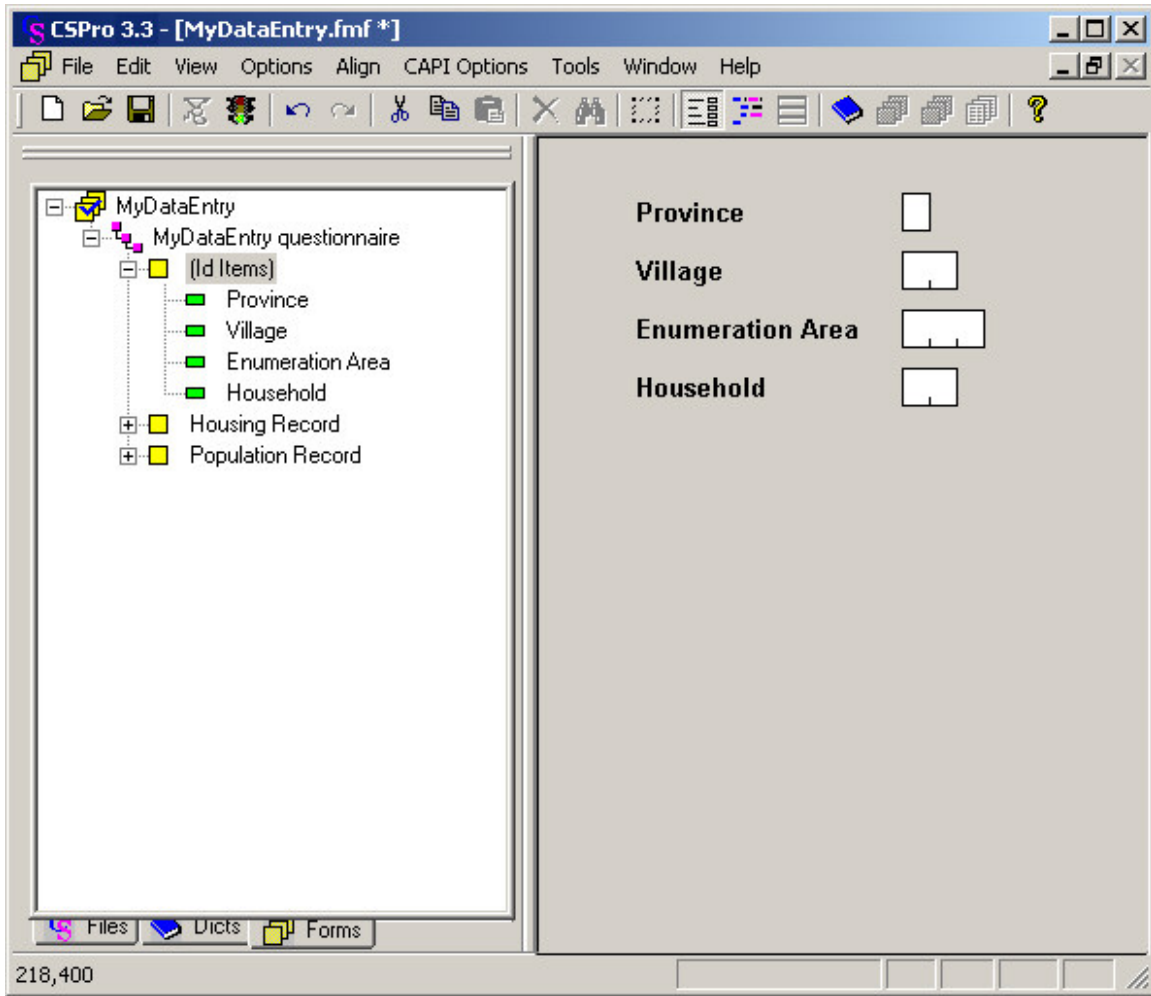 CSPro 3.3 - [MyDataEntry.fmf *]
File Edit View Options Align CAPI Options Tools Window Help
MyDataEntry
MyDataEntry questionnaire
(Id Items)
Province
Village
Enumeration Area
Household
Housing Record
Population Record
Files Dicts Forms
Province
Village
Enumeration Area
Household
218,400